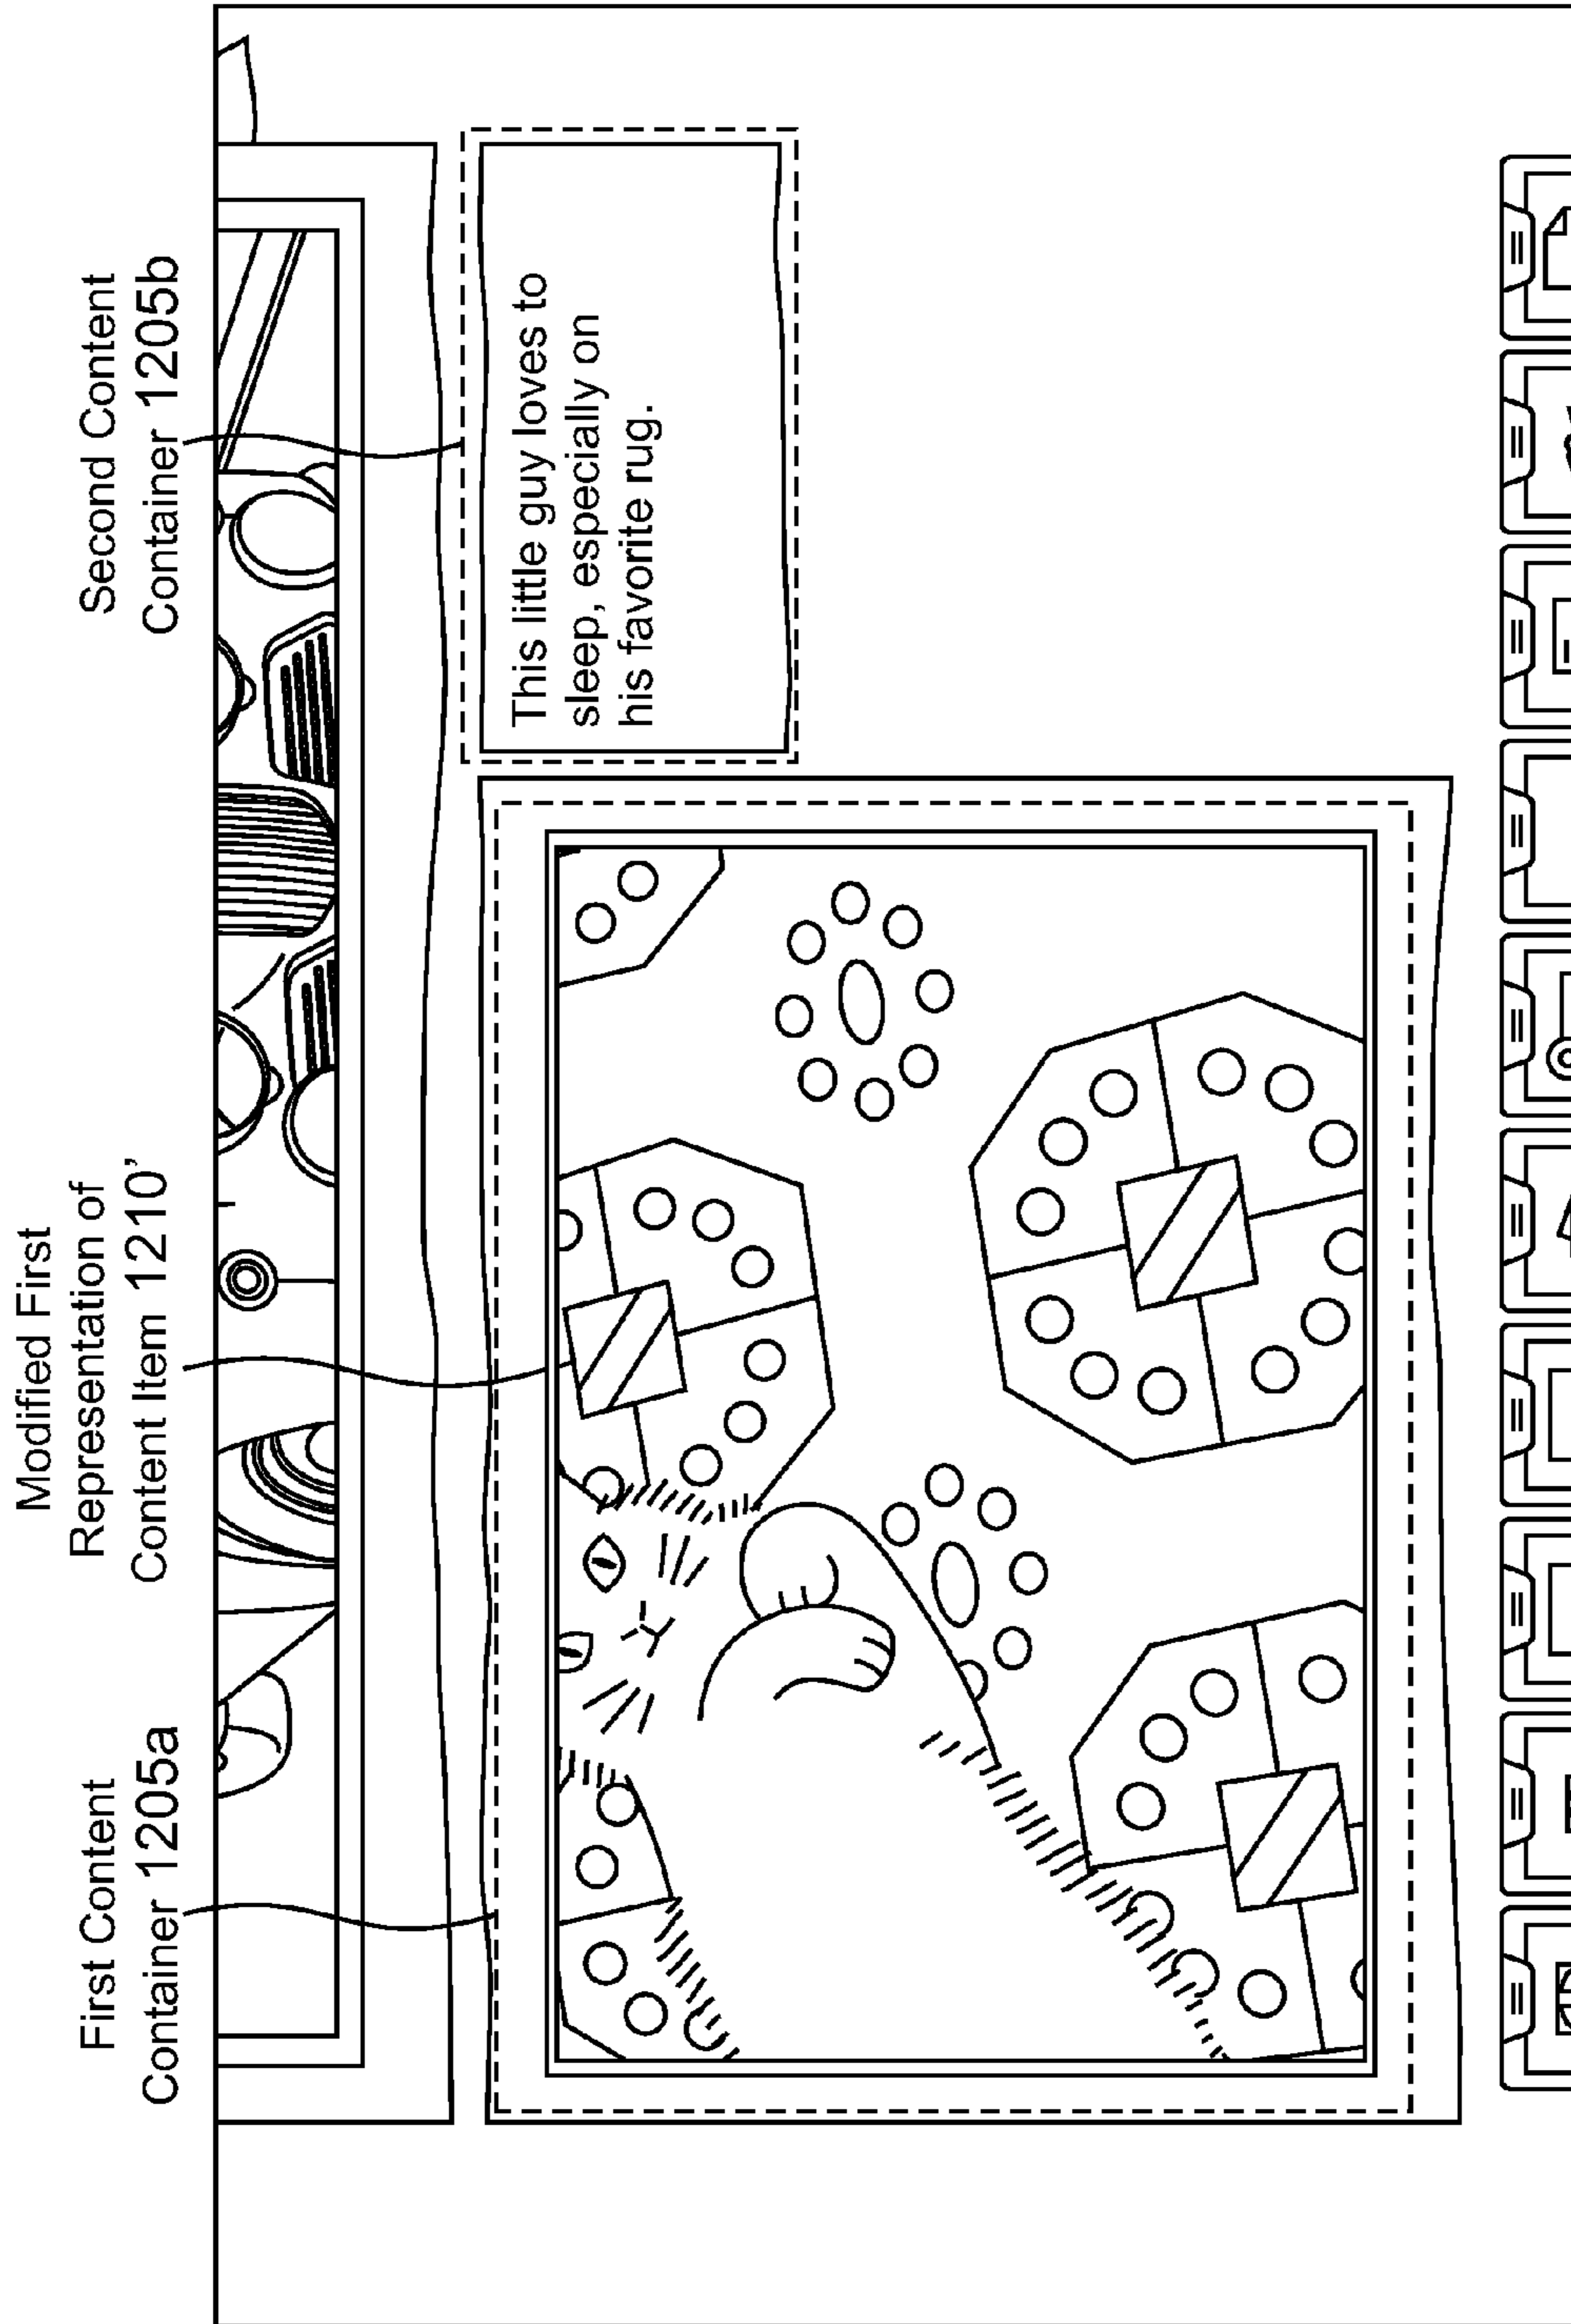 First Content
Container 1205a
Modified First
Representation of
Content Item 1210’
Second Content
Container 1205b
This little guy loves to
sleep, especially on
his favorite rug.